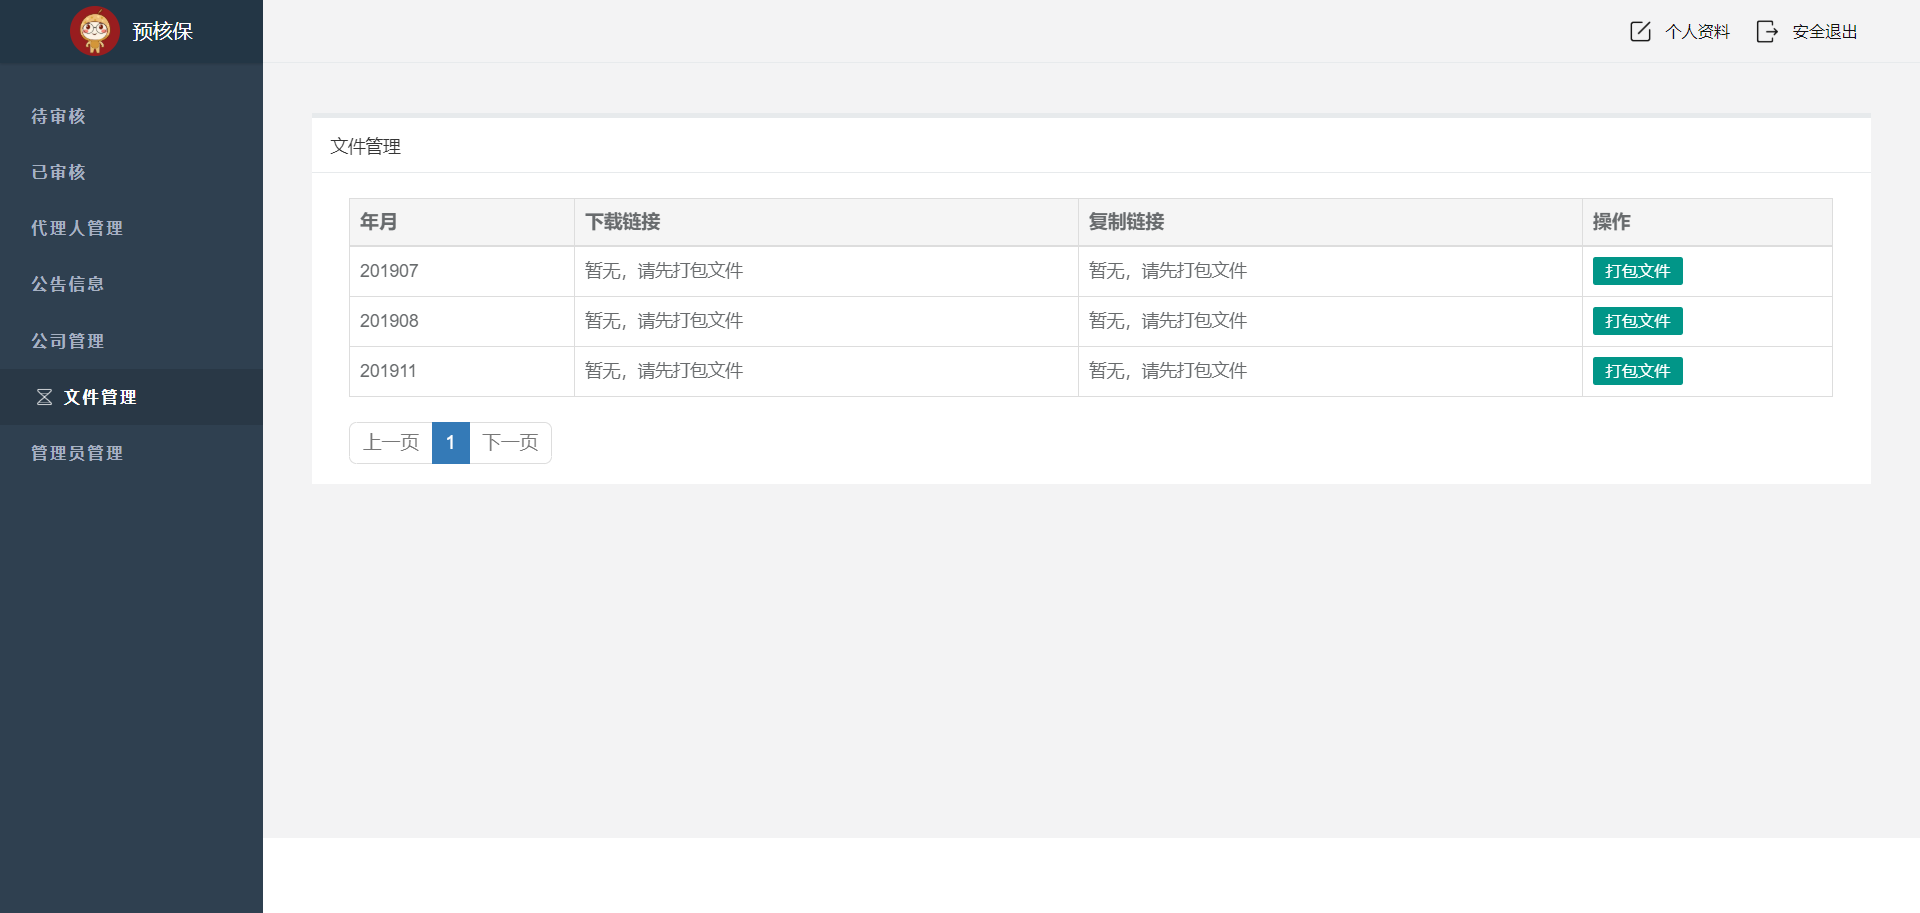 预核保
个人资料
安全退出
待审核
已审核
代理人管理
公告信息
公司管理
文件管理
管理员管理
文件管理
年月 下载链接 复制链接 操作
201907 暂无，请先打包文件 暂无，请先打包文件 打包文件
201908 暂无，请先打包文件 暂无，请先打包文件 打包文件
201911 暂无，请先打包文件 暂无，请先打包文件 打包文件
上一页 1 下一页